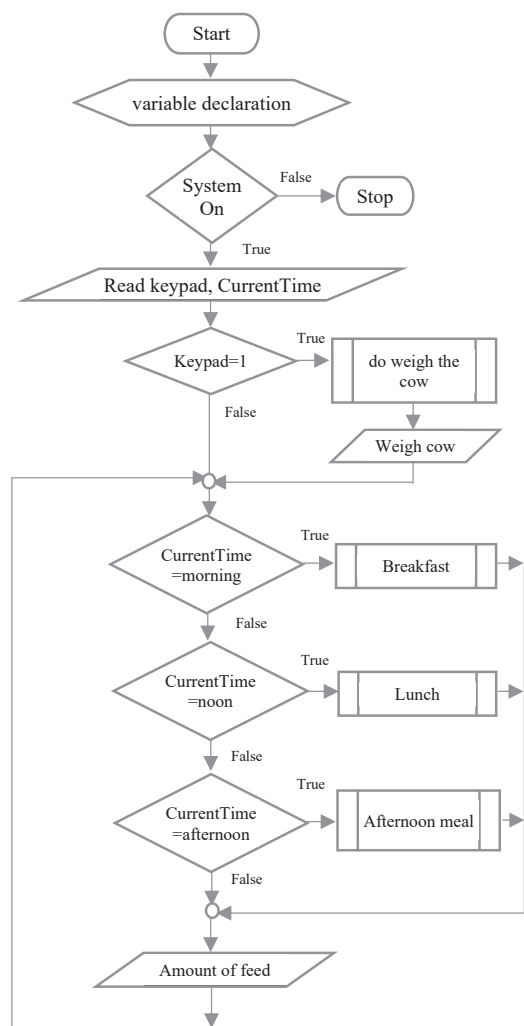 Start
variable declaration
System
On
False
Stop
True
Read keypad, CurrentTime
Keypad=1
True
do weigh the
cow
False
Weigh cow
CurrentTime
=morning
True
Breakfast
False
CurrentTime
=noon
True
Lunch
False
CurrentTime
=afternoon
True
Afternoon meal
False
Amount of feed